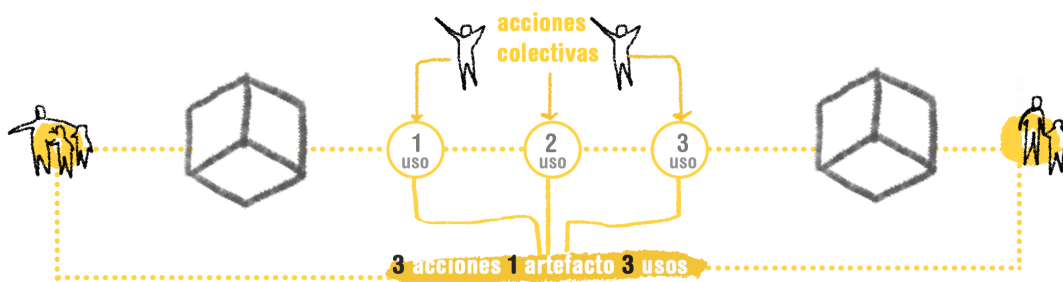 acciones
colectivas
1
uso
2
uso
3
uso
3 acciones 1 artefacto 3 usos